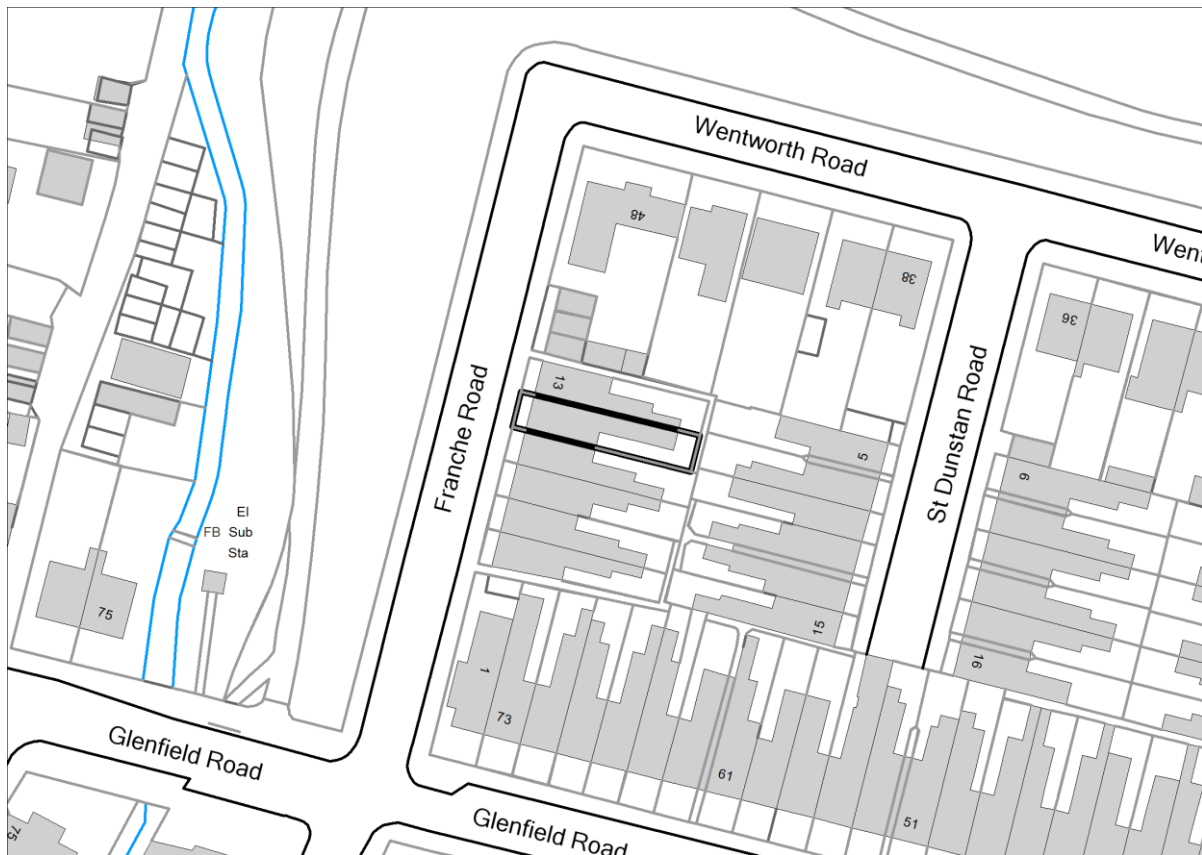 Wentworth Road
Went
48
38
36
13
Franche Road
St Dunstan Road
5
9
El
FB Sub
Sta
75
15
16
1
73
61
51
Glenfield Road
Glenfield Road
75